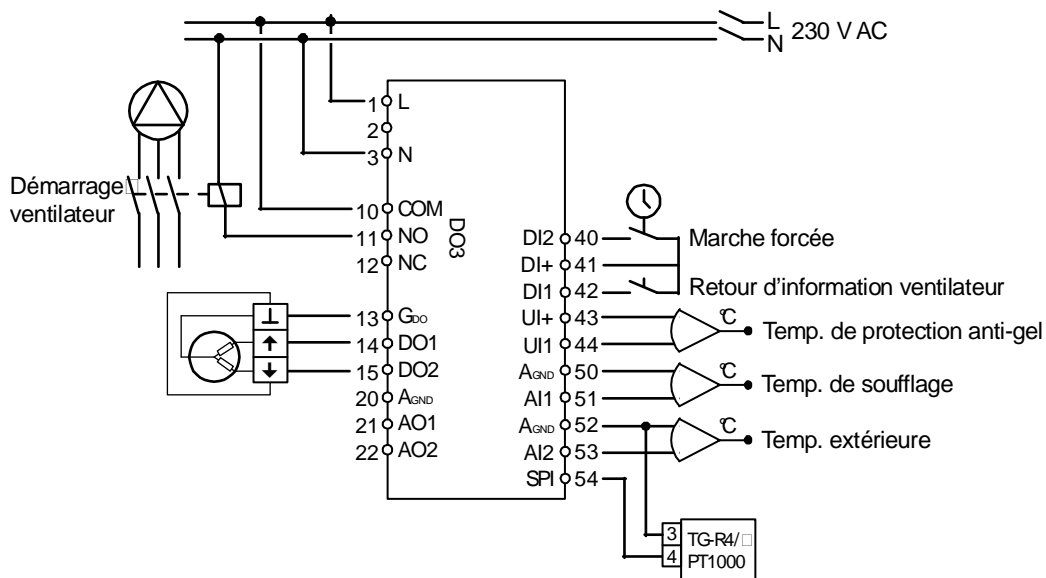 L
N
230 V AC
1 L
2
3 N
Démarrage
ventilateur
10 COM
11 NO
12 NC
DO3
DI2 40
Marche forcée
DI+ 41
DI1 42
Retour d'information ventilateur
13 GDO
14 DO1
15 DO2
20 AGND
21 AO1
22 AO2
UI+ 43
UI1 44
°C
Temp. de protection anti-gel
AGND 50
AI1 51
°C
Temp. de soufflage
AGND 52
AI2 53
°C
Temp. extérieure
SPI 54
3
4
TG-R4/□
PT1000